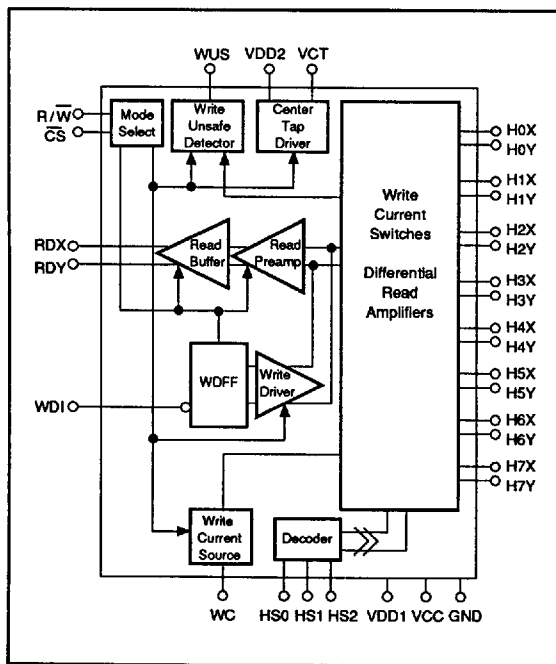 WUS VDD2 VCT
R/W̅
C̅S̅
Mode
Select
Write
Unsafe
Detector
Center
Tap
Driver
Write
Current
Switches
Differential
Read
Amplifiers
H0X
H0Y
H1X
H1Y
H2X
H2Y
H3X
H3Y
H4X
H4Y
H5X
H5Y
H6X
H6Y
H7X
H7Y
RDX
RDY
Read
Buffer
Read
Preamp
WDFF
Write
Driver
WDI
Write
Current
Source
Decoder
WC HS0 HS1 HS2 VDD1 VCC GND